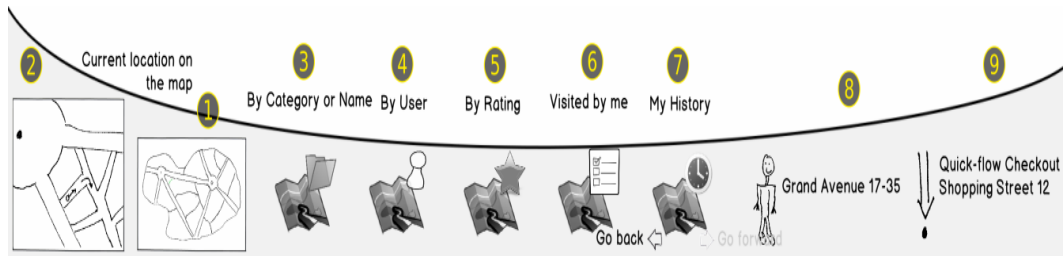 2
Current location on
the map
1
3
By Category or Name
4
By User
5
By Rating
6
Visited by me
7
My History
Go back
Go forward
8
Grand Avenue 17-35
9
Quick-flow Checkout
Shopping Street 12